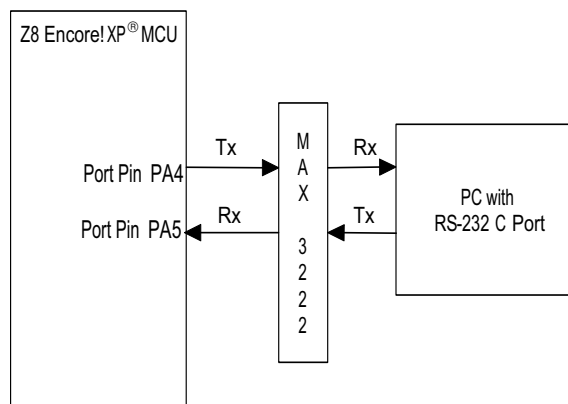 Z8 Encore! XP® MCU
Tx
Rx
Port Pin PA4
Port Pin PA5
Rx
Tx
M
A
X
3
2
2
2
PC with
RS-232 C Port